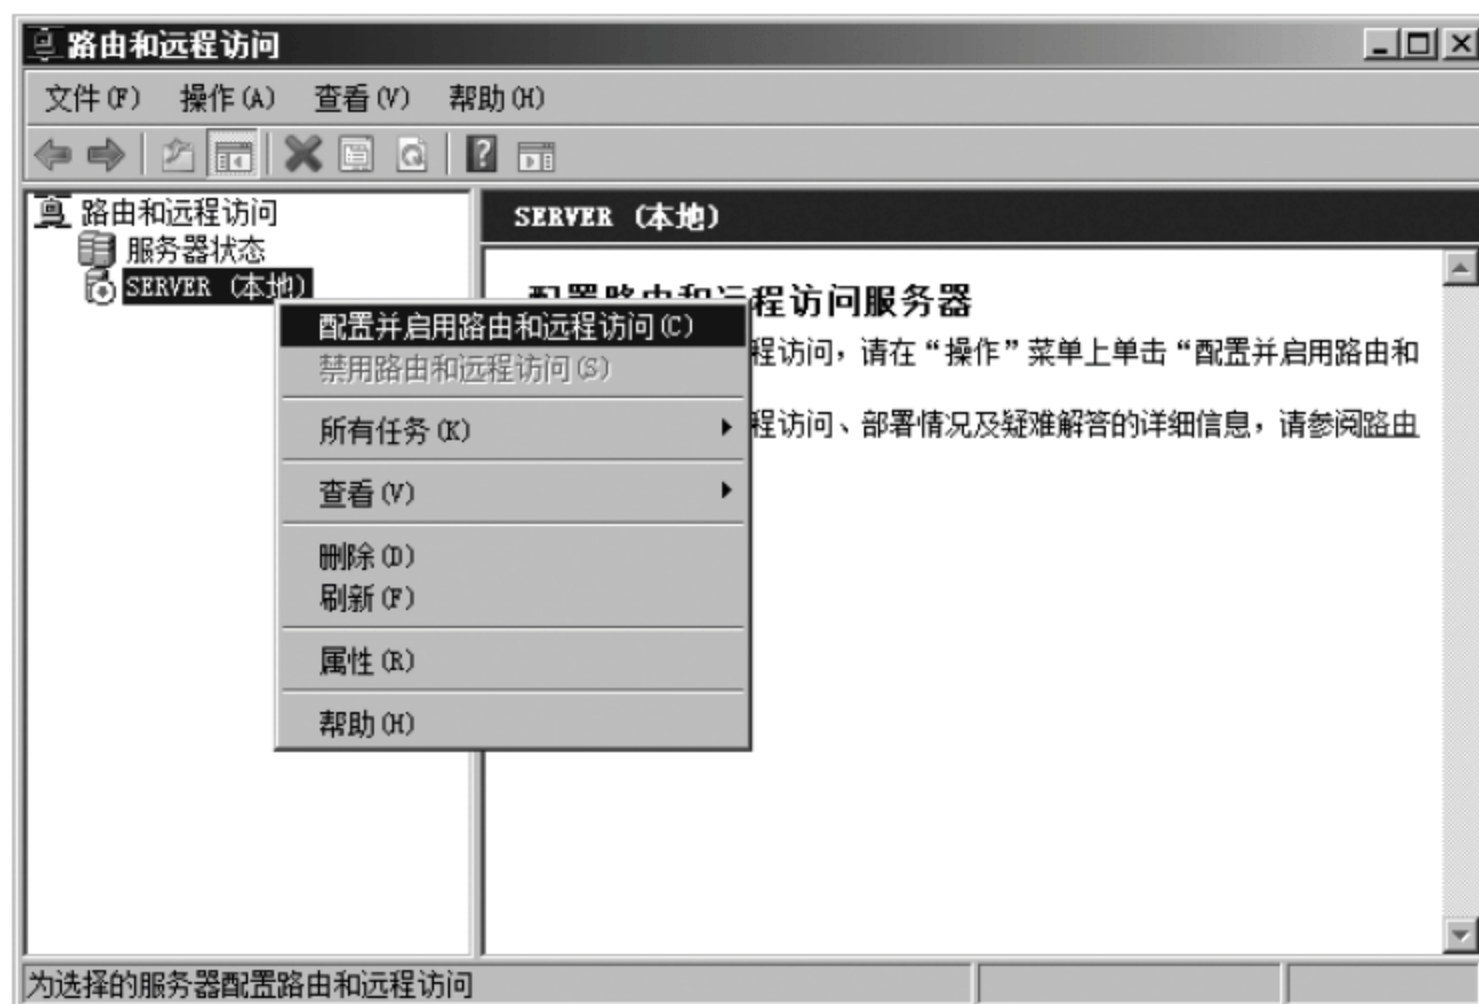 路由和远程访问
文件(F) 操作(A) 查看(V) 帮助(H)
路由和远程访问
服务器状态
SERVER (本地)
SERVER (本地)
程访问服务器
程访问，请在“操作”菜单上单击“配置并启用路由和
程访问、部署情况及疑难解答的详细信息，请参阅路由
配置并启用路由和远程访问(C)
禁用路由和远程访问(S)
所有任务(K)
查看(V)
删除(D)
刷新(F)
属性(R)
帮助(H)
为选择的服务器配置路由和远程访问